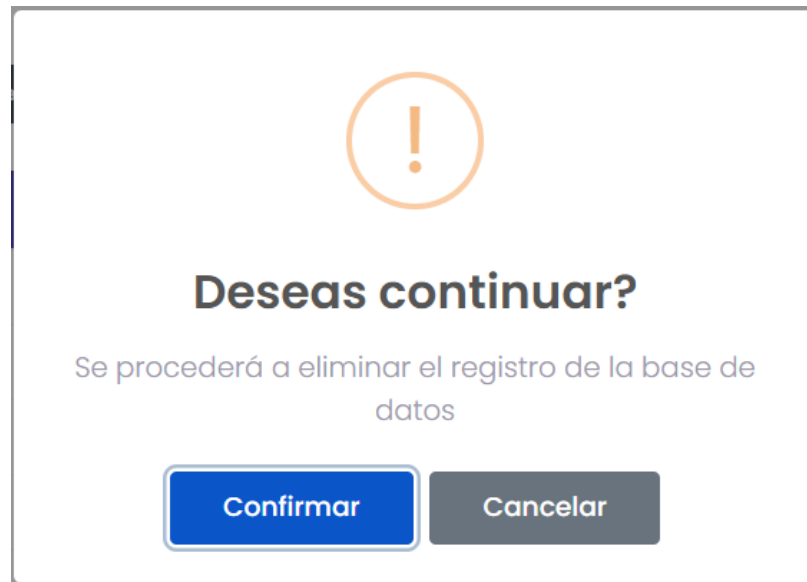 !
Deseas continuar?
Se procederá a eliminar el registro de la base de
datos
Confirmar
Cancelar